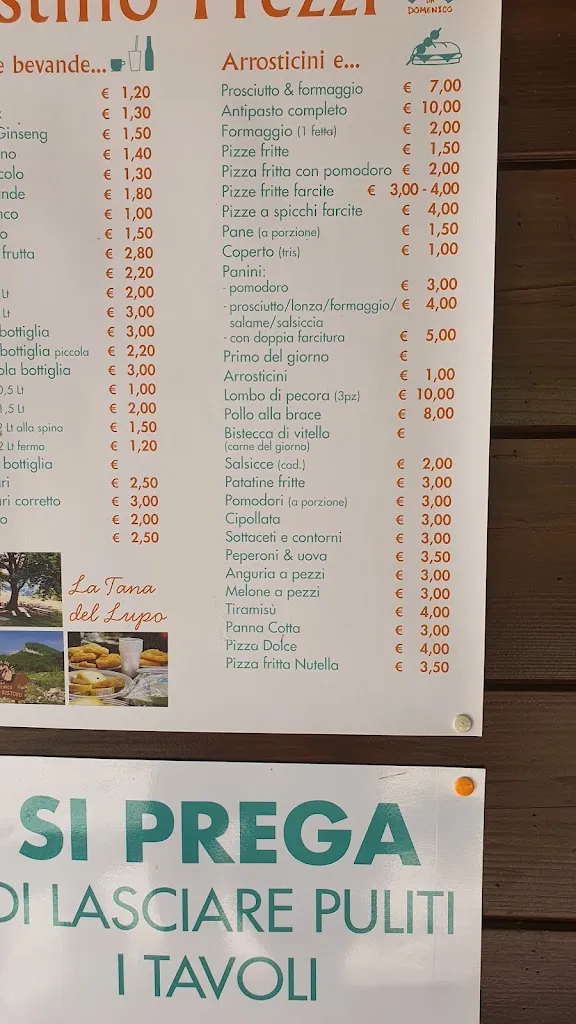 Prezzi
DA
DOMENICO
e bevande...
€ 1,20
€ 1,30
Ginseng € 1,50
€ 1,40
€ 1,30
€ 1,80
€ 1,00
€ 1,50
frutta € 2,80
€ 2,20
Lt € 2,00
Lt € 3,00
bottiglia € 3,00
bottiglia piccola € 2,20
bottiglia € 3,00
0,5 Lt € 1,00
1,5 Lt € 2,00
Lt alla spina € 1,50
Lt fermo € 1,20
bottiglia €
€ 2,50
corretto € 3,00
€ 2,00
€ 2,50
La Tana
del Lupo
Arrosticini e...
Prosciutto & formaggio € 7,00
Antipasto completo € 10,00
Formaggio (1 fetta) € 2,00
Pizze fritte € 1,50
Pizza fritta con pomodoro € 2,00
Pizze fritte farcite € 3,00 - 4,00
Pizze a spicchi farcite € 4,00
Pane (a porzione) € 1,50
Coperto (tris) € 1,00
Panini:
- pomodoro € 3,00
- prosciutto/lonza/formaggio/ € 4,00
salame/salsiccia
- con doppia farcitura € 5,00
Primo del giorno €
Arrosticini € 1,00
Lombo di pecora (3pz) € 10,00
Pollo alla brace € 8,00
Bistecca di vitello €
(carne del giorno)
Salsicce (cad.) € 2,00
Patatine fritte € 3,00
Pomodori (a porzione) € 3,00
Cipollata € 3,00
Sottaceti e contorni € 3,00
Peperoni & uova € 3,50
Anguria a pezzi € 3,00
Melone a pezzi € 3,00
Tiramisù € 4,00
Panna Cotta € 3,00
Pizza Dolce € 4,00
Pizza fritta Nutella € 3,50
SI PREGA
DI LASCIARE PULITI
I TAVOLI